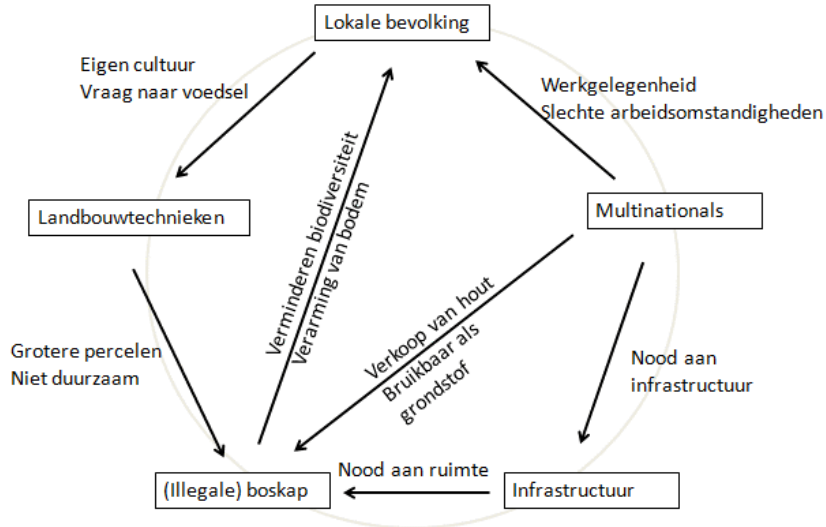 Lokale bevolking
Eigen cultuur
Vraag naar voedsel
Werkgelegenheid
Slechte arbeidsomstandigheden
Landbouwtechnieken
Multinationals
Verminderen biodiversiteit
Verarming van bodem
Verkoop van hout
Bruikbaar als
grondstof
Grotere percelen
Niet duurzaam
Nood aan
infrastructuur
(Illegale) boskap
Nood aan ruimte
Infrastructuur